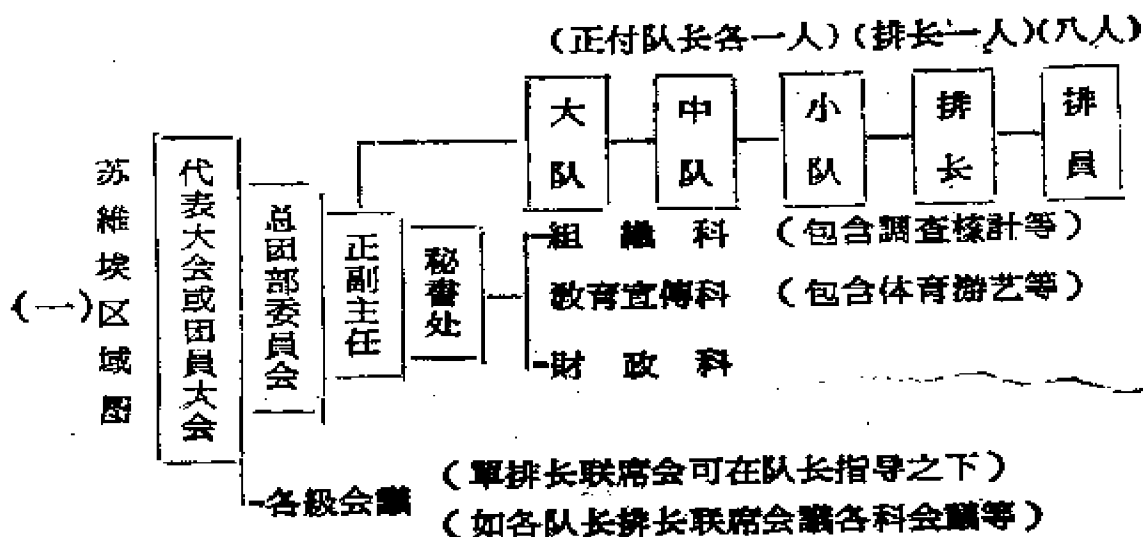 (正付队长各一人)(排长一人)(八人)
大队
中队
小队
排长
排員
(一)
苏維埃区域图
代表大会或团員大会
总团部委員会
正副主任
秘書处
組織科 (包含調查核計等)
教育宣傳科 (包含体育游艺等)
財政科
各級会議
(單排长联席会可在队长指导之下)
(如各队长排长联席会議各科会議等)